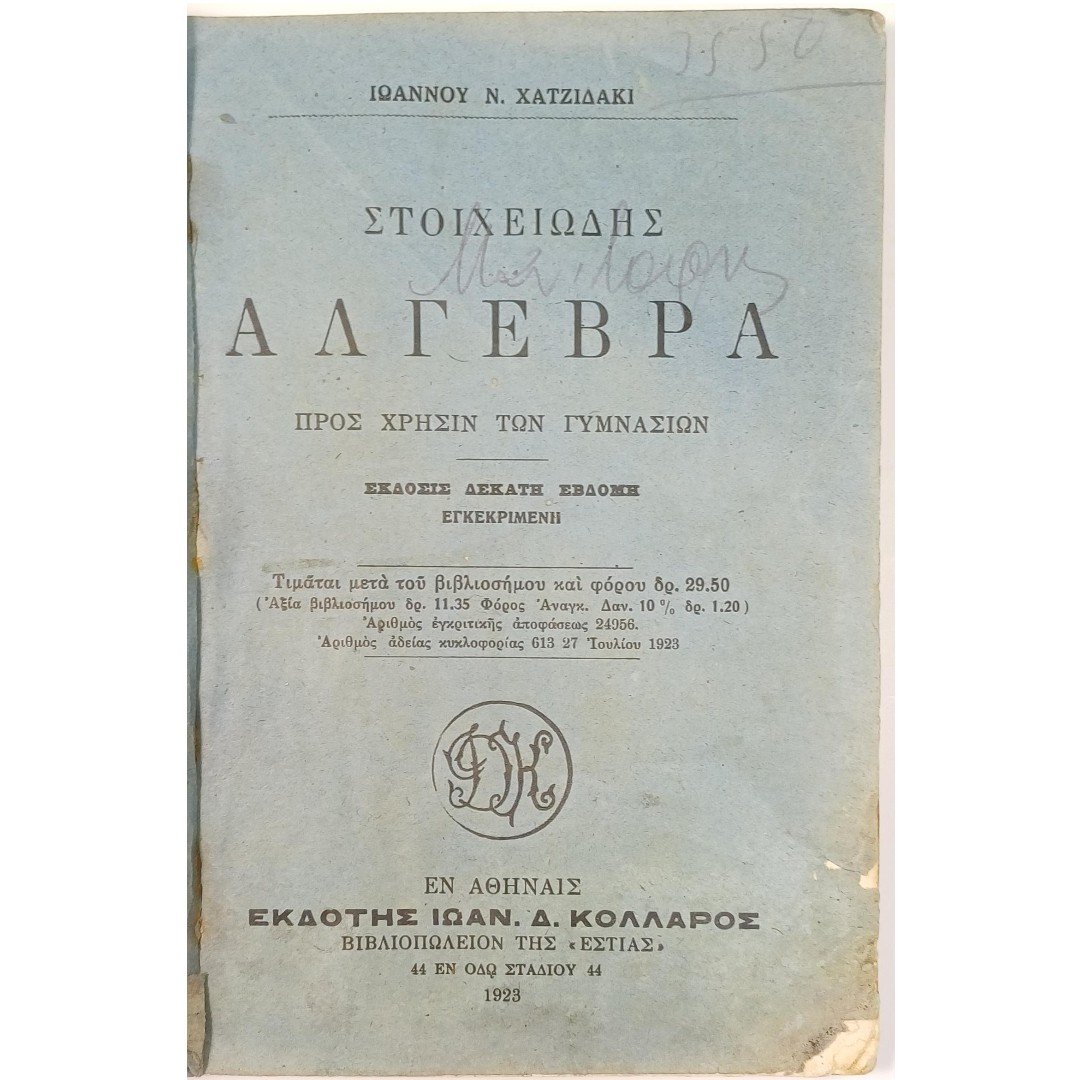 ΙΩΑΝΝΟΥ Ν. ΧΑΤΖΙΔΑΚΙ
ΣΤΟΙΧΕΙΩΔΗΣ
ΑΛΓΕΒΡΑ
ΠΡΟΣ ΧΡΗΣΙΝ ΤΩΝ ΓΥΜΝΑΣΙΩΝ
ΕΚΔΟΣΙΣ ΔΕΚΑΤΗ ΕΒΔΟΜΗ
ΕΓΚΕΚΡΙΜΕΝΗ
Τιμᾶται μετὰ τοῦ βιβλιοσήμου καὶ φόρου δρ. 29.50
(Ἀξία βιβλιοσήμου δρ. 11.35 Φόρος Ἀναγκ. Δαν. 10 % δρ. 1.20)
Ἀριθμὸς ἐγκριτικῆς ἀποφάσεως 24956.
Ἀριθμὸς ἀδείας κυκλοφορίας 613 27 Ἰουλίου 1923
ΕΝ ΑΘΗΝΑΙΣ
ΕΚΔΟΤΗΣ ΙΩΑΝ. Δ. ΚΟΛΛΑΡΟΣ
ΒΙΒΛΙΟΠΩΛΕΙΟΝ ΤΗΣ «ΕΣΤΙΑΣ»
44 ΕΝ ΟΔΩ ΣΤΑΔΙΟΥ 44
1923